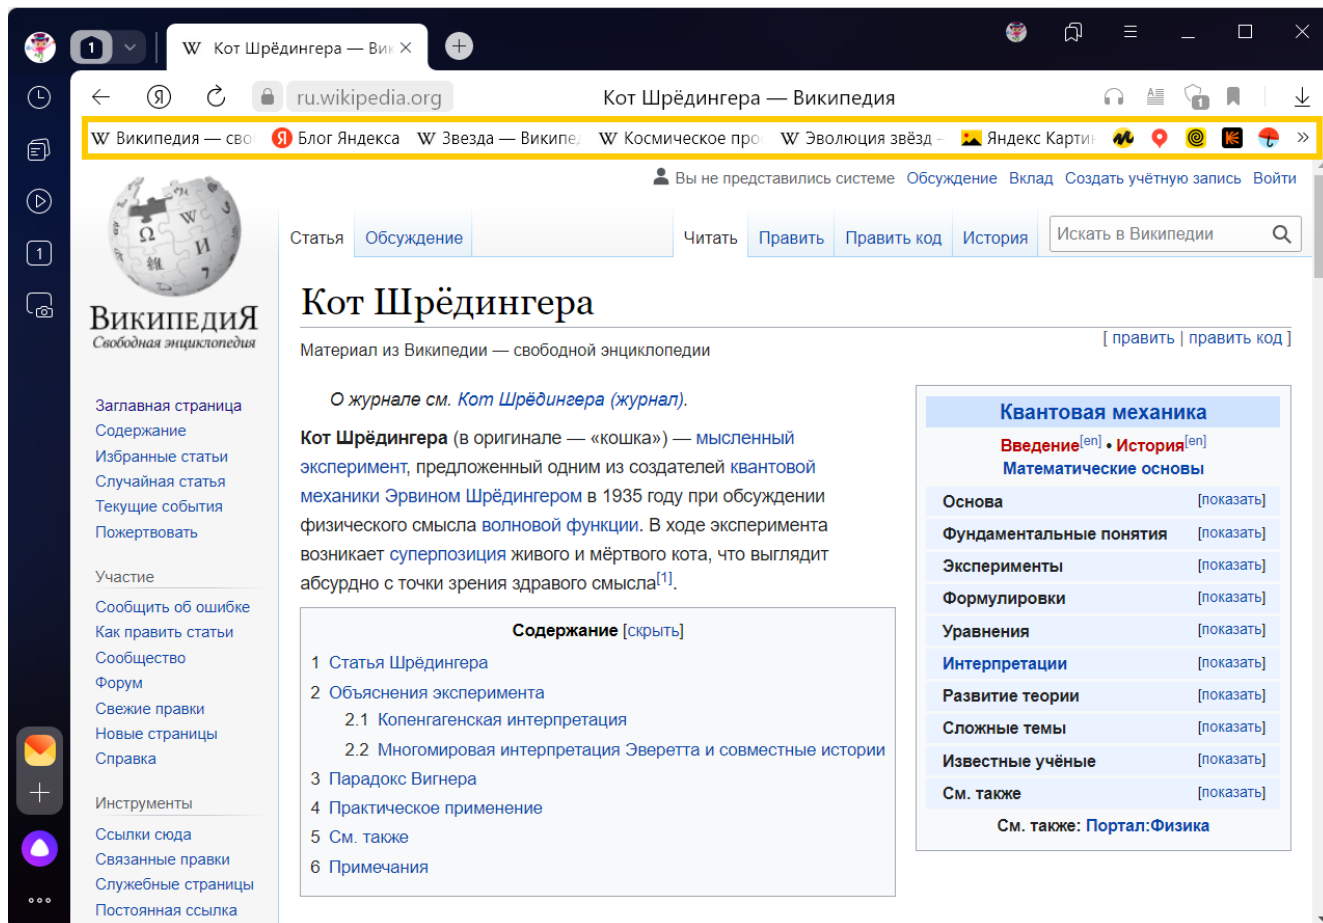 1
Кот Шрёдингера — Вик
ru.wikipedia.org
Кот Шрёдингера — Википедия
1
Википедия — сво
Блог Яндекса
Звезда — Википе
Космическое про
Эволюция звёзд –
Яндекс Карти
»
1
Вы не представились системе Обсуждение Вклад Создать учётную запись Войти
Статья Обсуждение
Читать Править Править код История
Искать в Википедии
ВИКИПЕДИЯ
Свободная энциклопедия
Заглавная страница
Содержание
Избранные статьи
Случайная статья
Текущие события
Пожертвовать
Участие
Сообщить об ошибке
Как править статьи
Сообщество
Форум
Свежие правки
Новые страницы
Справка
Инструменты
Ссылки сюда
Связанные правки
Служебные страницы
Постоянная ссылка
Кот Шрёдингера
[ править | править код ]
Материал из Википедии — свободной энциклопедии
О журнале см. Кот Шрёдингера (журнал).
Кот Шрёдингера (в оригинале — «кошка») — мысленный
эксперимент, предложенный одним из создателей квантовой
механики Эрвином Шрёдингером в 1935 году при обсуждении
физического смысла волновой функции. В ходе эксперимента
возникает суперпозиция живого и мёртвого кота, что выглядит
абсурдно с точки зрения здравого смысла[1].
Содержание [скрыть]
1 Статья Шрёдингера
2 Объяснения эксперимента
2.1 Копенгагенская интерпретация
2.2 Многомировая интерпретация Эверетта и совместные истории
3 Парадокс Вигнера
4 Практическое применение
5 См. также
6 Примечания
Квантовая механика
Введение[en] • История[en]
Математические основы
Основа [показать]
Фундаментальные понятия [показать]
Эксперименты [показать]
Формулировки [показать]
Уравнения [показать]
Интерпретации [показать]
Развитие теории [показать]
Сложные темы [показать]
Известные учёные [показать]
См. также [показать]
См. также: Портал:Физика